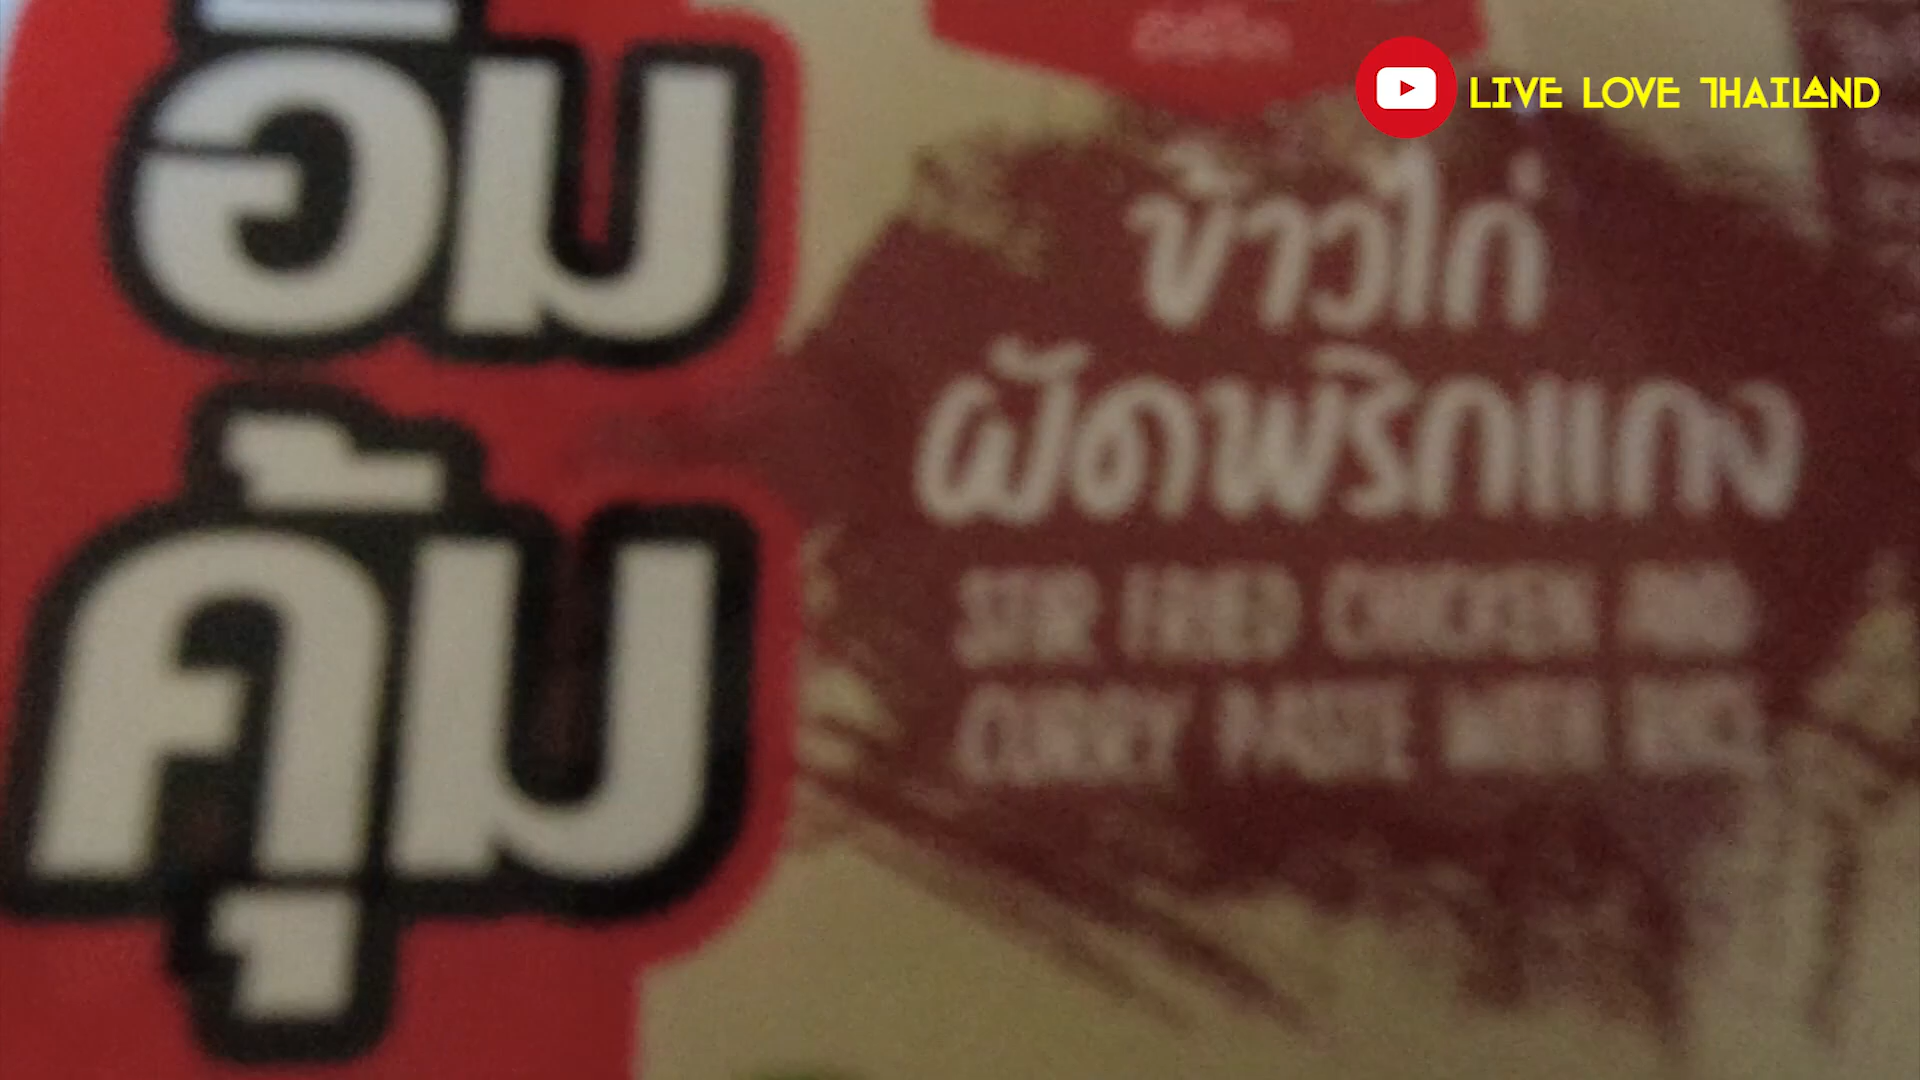 LIVE LOVE THAILAND
อิ่ม
คุ้ม
ข้าวไก่
ผัดพริกแกง
STIR FRIED CHICKEN AND
CURRY PASTE WITH RICE